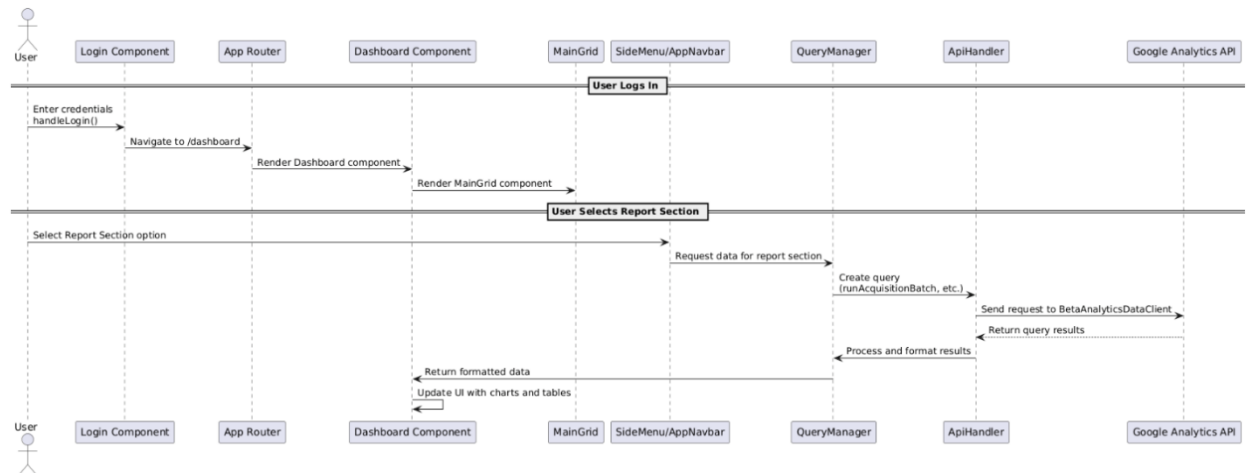 User
Login Component
App Router
Dashboard Component
MainGrid
SideMenu/AppNavbar
QueryManager
ApiHandler
Google Analytics API
User Logs In
Enter credentials
handleLogin()
Navigate to /dashboard
Render Dashboard component
Render MainGrid component
User Selects Report Section
Select Report Section option
Request data for report section
Create query
(runAcquisitionBatch, etc.)
Send request to BetaAnalyticsDataClient
Return query results
Process and format results
Return formatted data
Update UI with charts and tables
User
Login Component
App Router
Dashboard Component
MainGrid
SideMenu/AppNavbar
QueryManager
ApiHandler
Google Analytics API